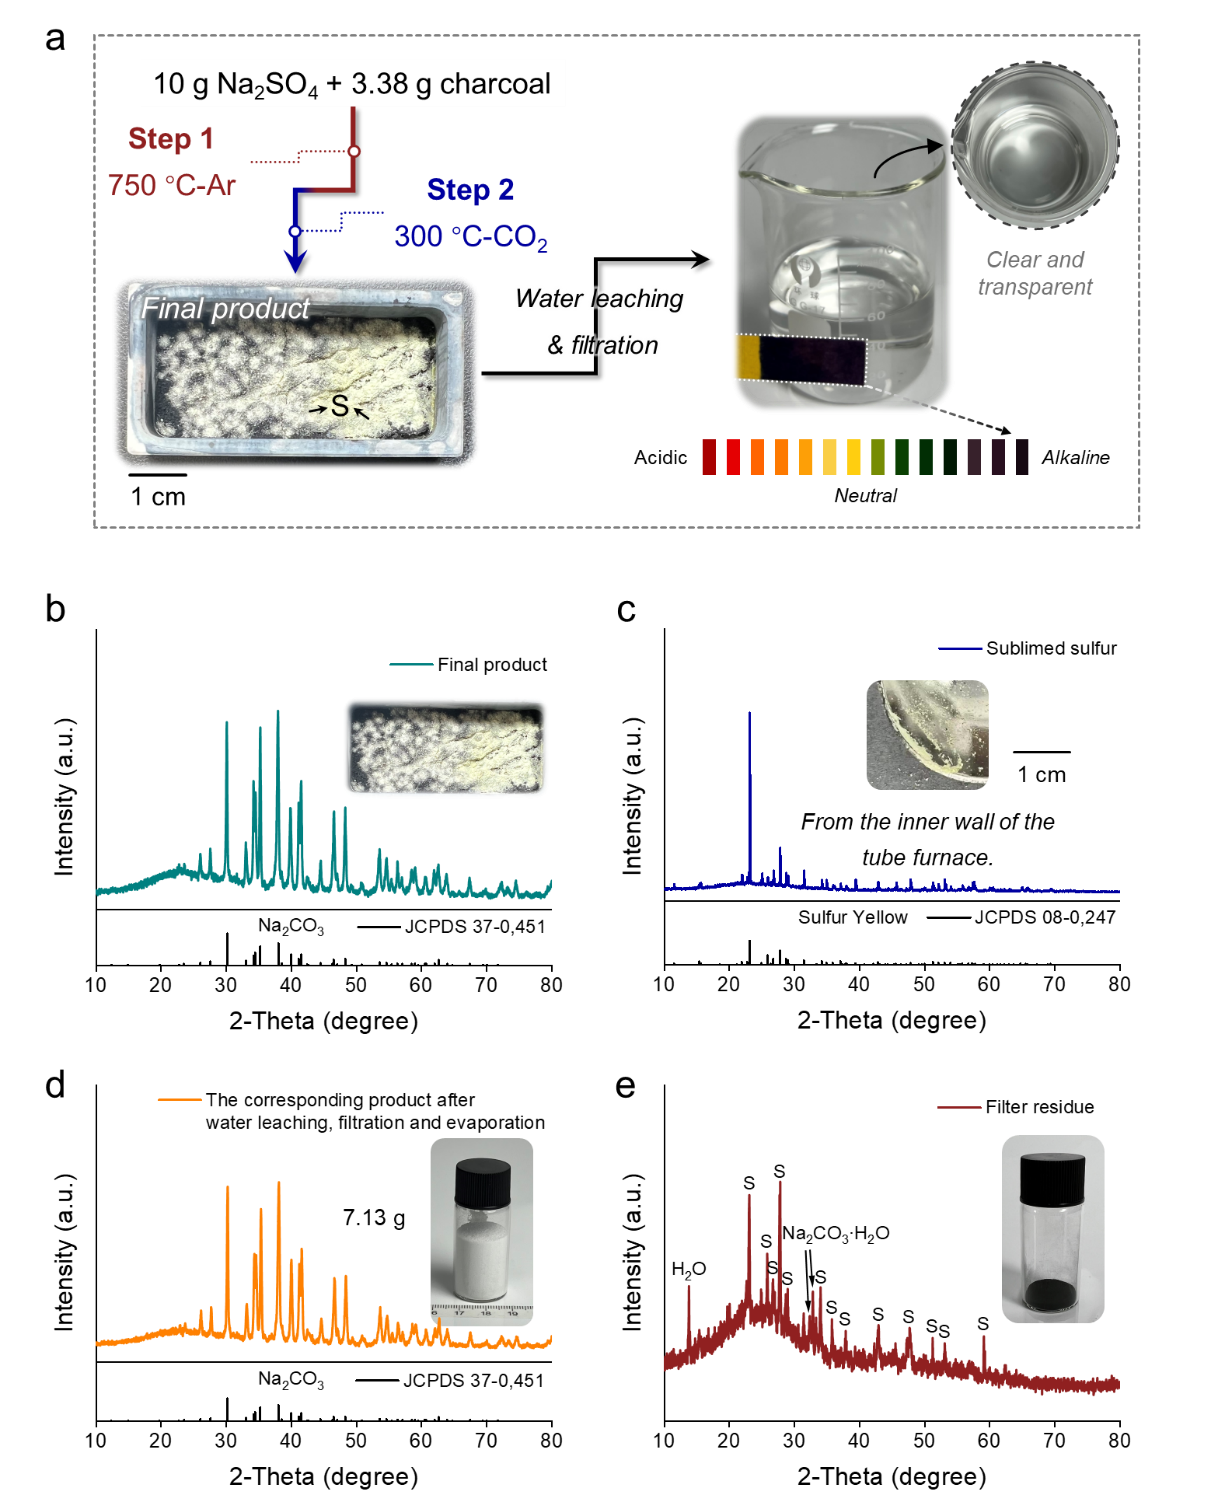 a
10 g Na₂SO₄ + 3.38 g charcoal
Step 1
750 °C-Ar
Step 2
300 °C-CO₂
Final product
S
1 cm
Water leaching
& filtration
Clear and
transparent
Acidic
Alkaline
Neutral
b
Final product
Intensity (a.u.)
Na₂CO₃
JCPDS 37-0,451
10 20 30 40 50 60 70 80
2-Theta (degree)
c
Sublimed sulfur
1 cm
From the inner wall of the
tube furnace.
Intensity (a.u.)
Sulfur Yellow
JCPDS 08-0,247
10 20 30 40 50 60 70 80
2-Theta (degree)
d
The corresponding product after
water leaching, filtration and evaporation
7.13 g
17 18 19
Intensity (a.u.)
Na₂CO₃
JCPDS 37-0,451
10 20 30 40 50 60 70 80
2-Theta (degree)
e
Filter residue
Intensity (a.u.)
H₂O
S
S
S
S
S
Na₂CO₃·H₂O
S
S
S
S
S
S
S
S
10 20 30 40 50 60 70 80
2-Theta (degree)